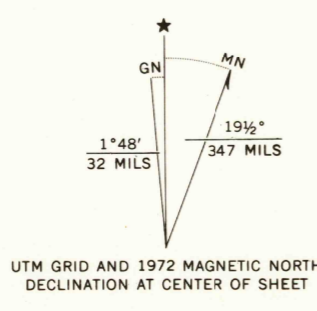 ★
GN
MN
1°48'
32 MILS
19½°
347 MILS
UTM GRID AND 1972 MAGNETIC NORTH
DECLINATION AT CENTER OF SHEET